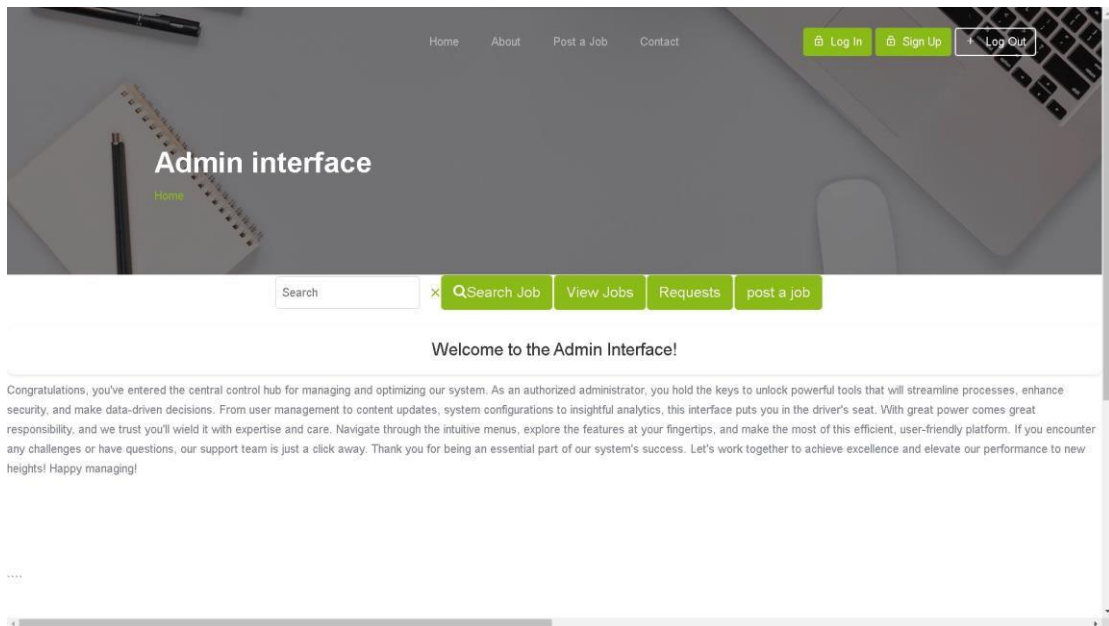 Home About Post a Job Contact Log In Sign Up + Log Out
Admin interface
Home
Search × Search Job View Jobs Requests post a job
Welcome to the Admin Interface!
Congratulations, you've entered the central control hub for managing and optimizing our system. As an authorized administrator, you hold the keys to unlock powerful tools that will streamline processes, enhance
security, and make data-driven decisions. From user management to content updates, system configurations to insightful analytics, this interface puts you in the driver's seat. With great power comes great
responsibility, and we trust you'll wield it with expertise and care. Navigate through the intuitive menus, explore the features at your fingertips, and make the most of this efficient, user-friendly platform. If you encounter
any challenges or have questions, our support team is just a click away. Thank you for being an essential part of our system's success. Let's work together to achieve excellence and elevate our performance to new
heights! Happy managing!
....